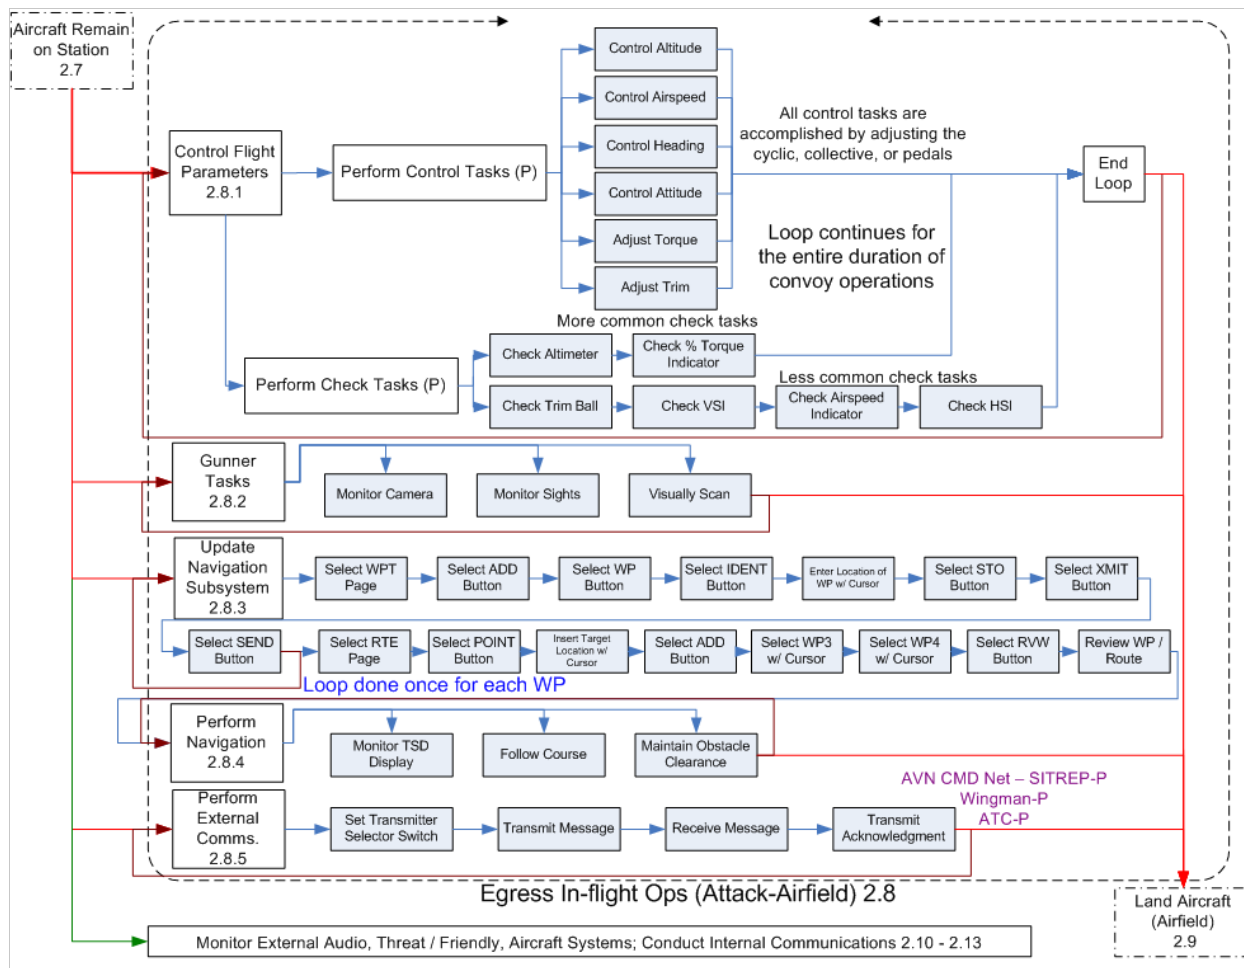 Aircraft Remain
on Station
2.7
Control Flight
Parameters
2.8.1
Perform Control Tasks (P)
Control Altitude
Control Airspeed
Control Heading
Control Attitude
Adjust Torque
Adjust Trim
All control tasks are
accomplished by adjusting the
cyclic, collective, or pedals
End
Loop
Loop continues for
the entire duration of
convoy operations
More common check tasks
Perform Check Tasks (P)
Check Altimeter
Check % Torque
Indicator
Less common check tasks
Check Trim Ball
Check VSI
Check Airspeed
Indicator
Check HSI
Gunner
Tasks
2.8.2
Monitor Camera
Monitor Sights
Visually Scan
Update
Navigation
Subsystem
2.8.3
Select WPT
Page
Select ADD
Button
Select WP
Button
Select IDENT
Button
Enter Location of
WP w/ Cursor
Select STO
Button
Select XMIT
Button
Select SEND
Button
Select RTE
Page
Select POINT
Button
Insert Target
Location w/
Cursor
Select ADD
Button
Select WP3
w/ Cursor
Select WP4
w/ Cursor
Select RVW
Button
Review WP /
Route
Loop done once for each WP
Perform
Navigation
2.8.4
Monitor TSD
Display
Follow Course
Maintain Obstacle
Clearance
AVN CMD Net – SITREP-P
Wingman-P
ATC-P
Perform
External
Comms.
2.8.5
Set Transmitter
Selector Switch
Transmit Message
Receive Message
Transmit
Acknowledgment
Egress In-flight Ops (Attack-Airfield) 2.8
Land Aircraft
(Airfield)
2.9
Monitor External Audio, Threat / Friendly, Aircraft Systems; Conduct Internal Communications 2.10 - 2.13